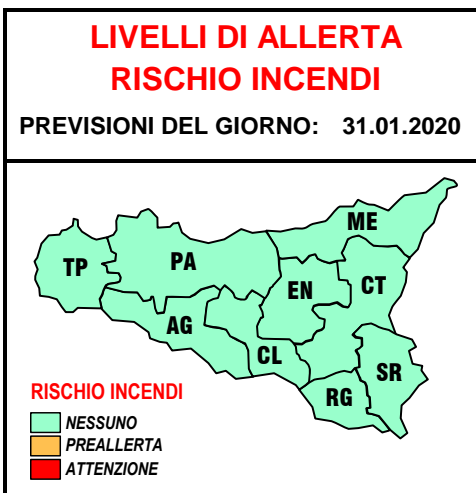 LIVELLI DI ALLERTA
RISCHIO INCENDI
PREVISIONI DEL GIORNO: 31.01.2020
ME
TP
PA
EN
CT
AG
CL
SR
RG
RISCHIO INCENDI
NESSUNO
PREALLERTA
ATTENZIONE